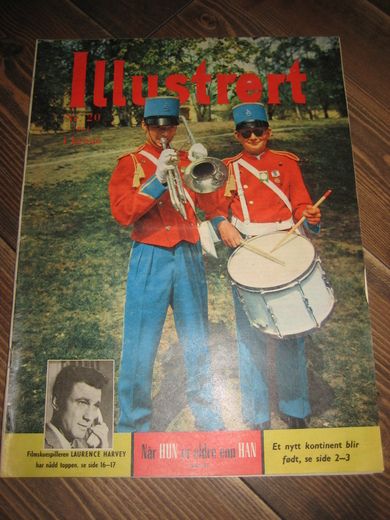 Illustrert
20
Filmskuespilleren LAURENCE HARVEY
har nådd toppen, se side 16–17
Når HUN er eldre enn HAN
Et nytt kontinent blir
født, se side 2–3